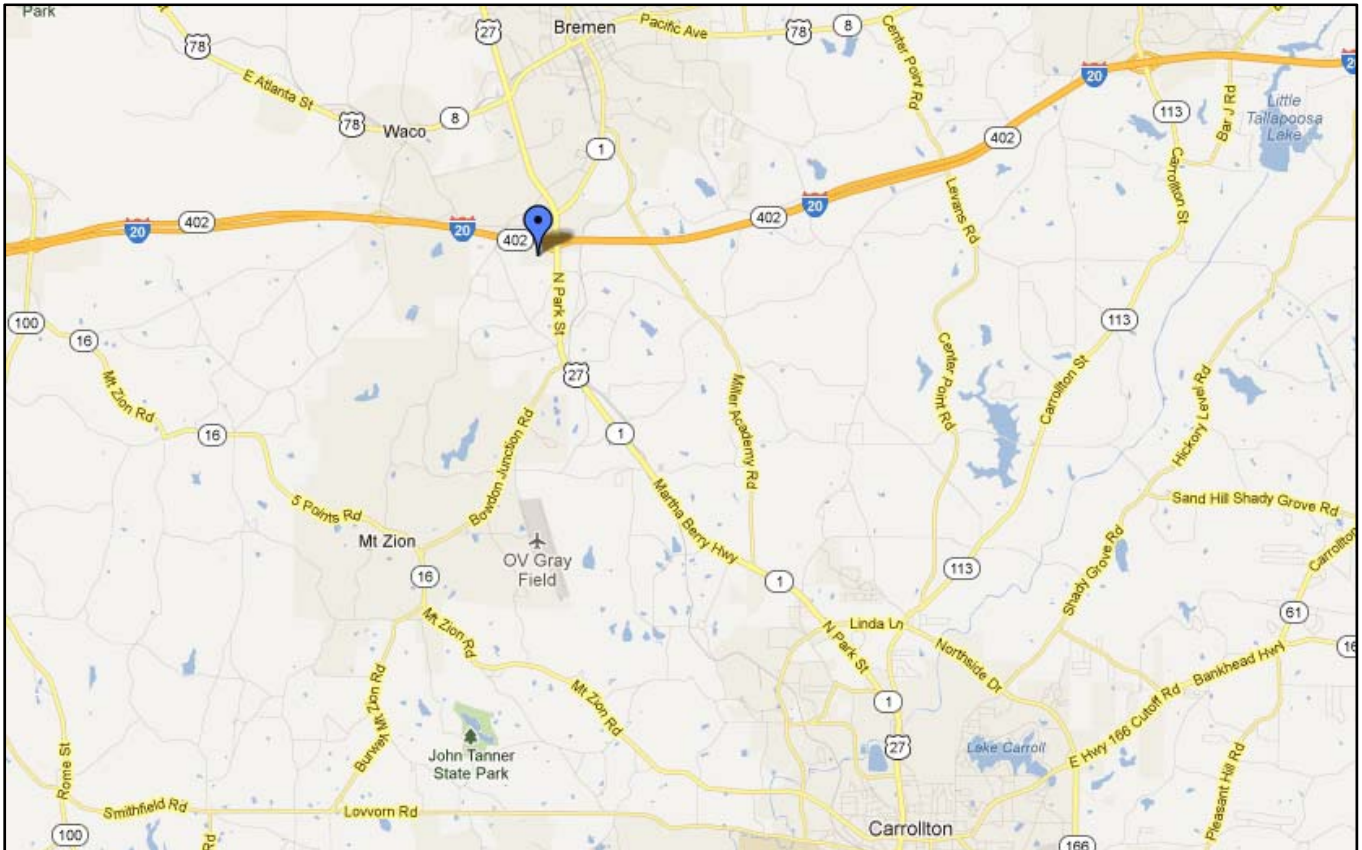 Park
27
Bremen
Pacific Ave
78
8
78
E Atlanta St
Center Point Rd
20
20
113
Bar J Rd
Little
Tallapoosa
Lake
78
Waco
8
1
402
Carrollton St
Levans Rd
20
402
20
402
402
20
402
N Park St
100
16
Mt Zion Rd
27
113
Center Point Rd
Carrollton St
Hickory Level Rd
16
1
Miler Academy Rd
Bowdon Junction Rd
5 Points Rd
Martha Berry Hwy
Sand Hill Shady Grove Rd
Mt Zion
OV Gray
Field
Carrollton
16
113
Shady Grove Rd
1
61
Linda Ln
N Park St
Northside Dr
Mt Zion Rd
Bankhead Hwy
16
Burwek Mt Zion Rd
Mt Zion Rd
1
E Hwy 166 Cutoff Rd
John Tanner
State Park
27
Lake Carroll
Rome St
Pleasant Hill Rd
Smithfield Rd
Lovvorn Rd
100
Rd
Carrollton
166